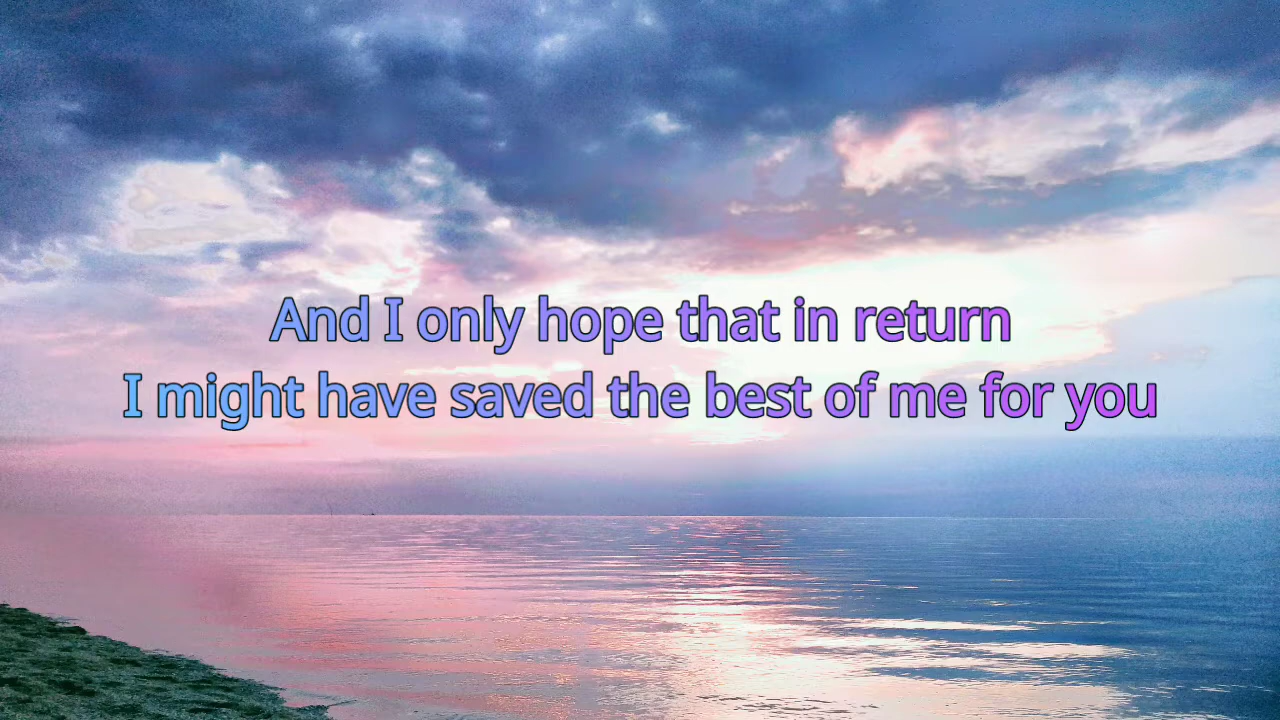 And I only hope that in return
I might have saved the best of me for you